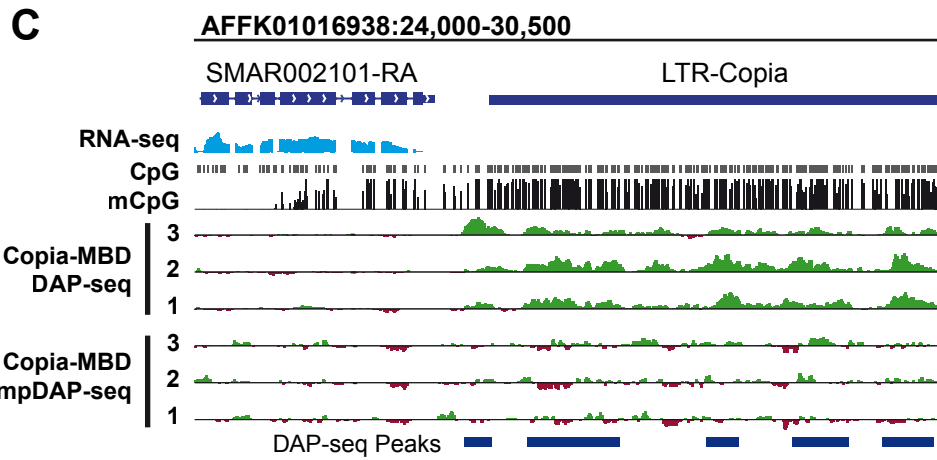 C
AFFK01016938:24,000-30,500
SMAR002101-RA
LTR-Copia
RNA-seq
CpG
mCpG
Copia-MBD
DAP-seq
3
2
1
Copia-MBD
mpDAP-seq
3
2
1
DAP-seq Peaks